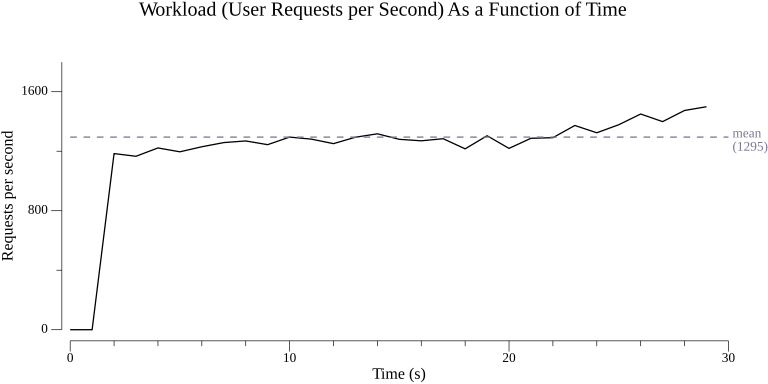 Workload (User Requests per Second) As a Function of Time
Requests per second
1600
800
0
mean
(1295)
0
10
20
30
Time (s)